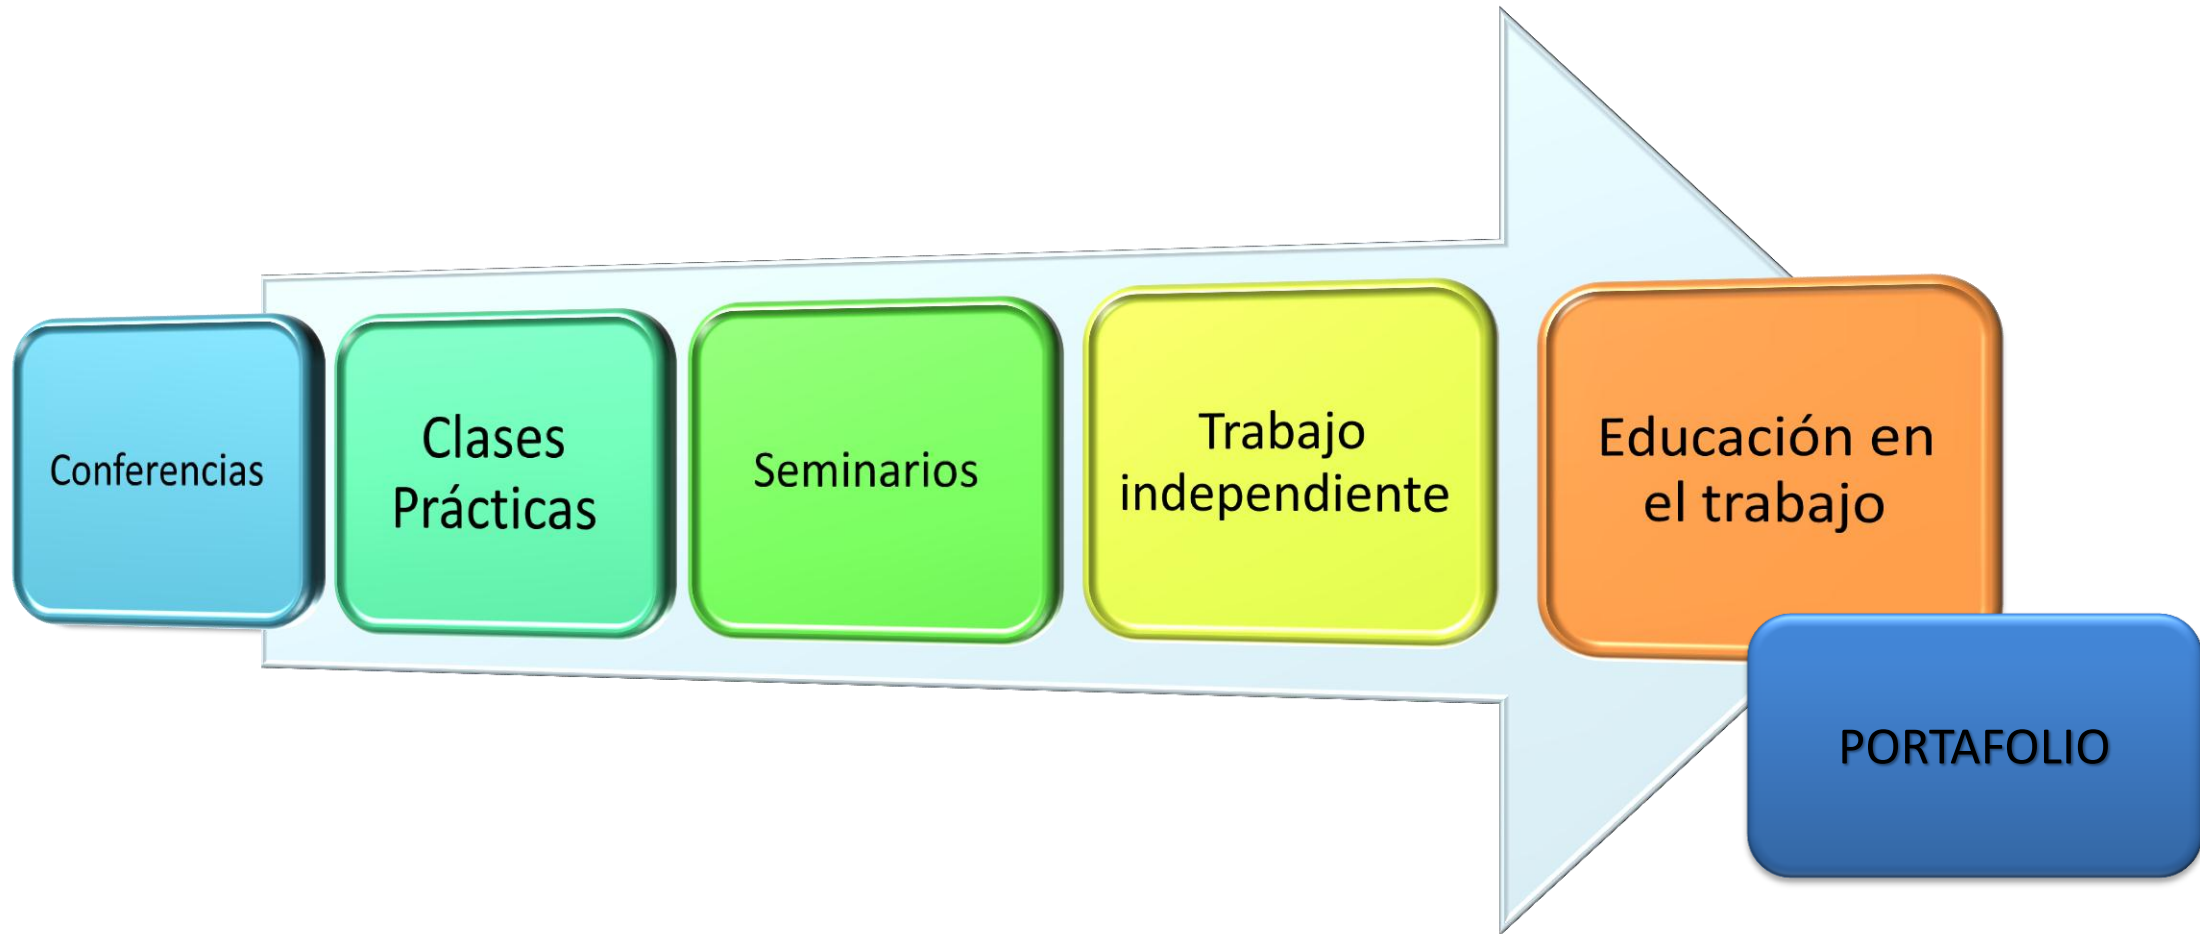 Conferencias
Clases
Prácticas
Seminarios
Trabajo
independiente
Educación en
el trabajo
PORTAFOLIO